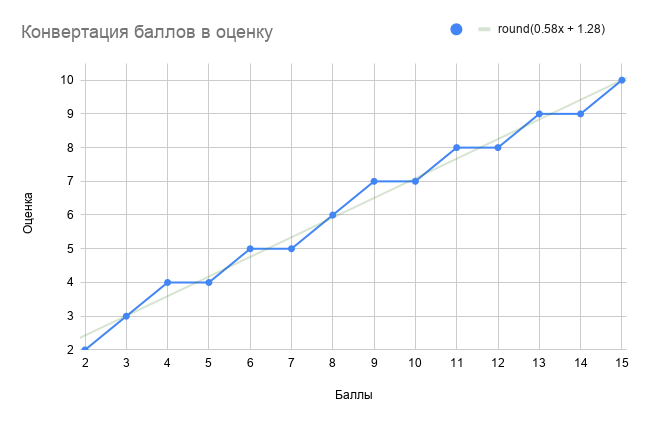 Конвертация баллов в оценку
round(0.58x + 1.28)
10
9
8
7
6
5
4
3
2
Оценка
2 3 4 5 6 7 8 9 10 11 12 13 14 15
Баллы